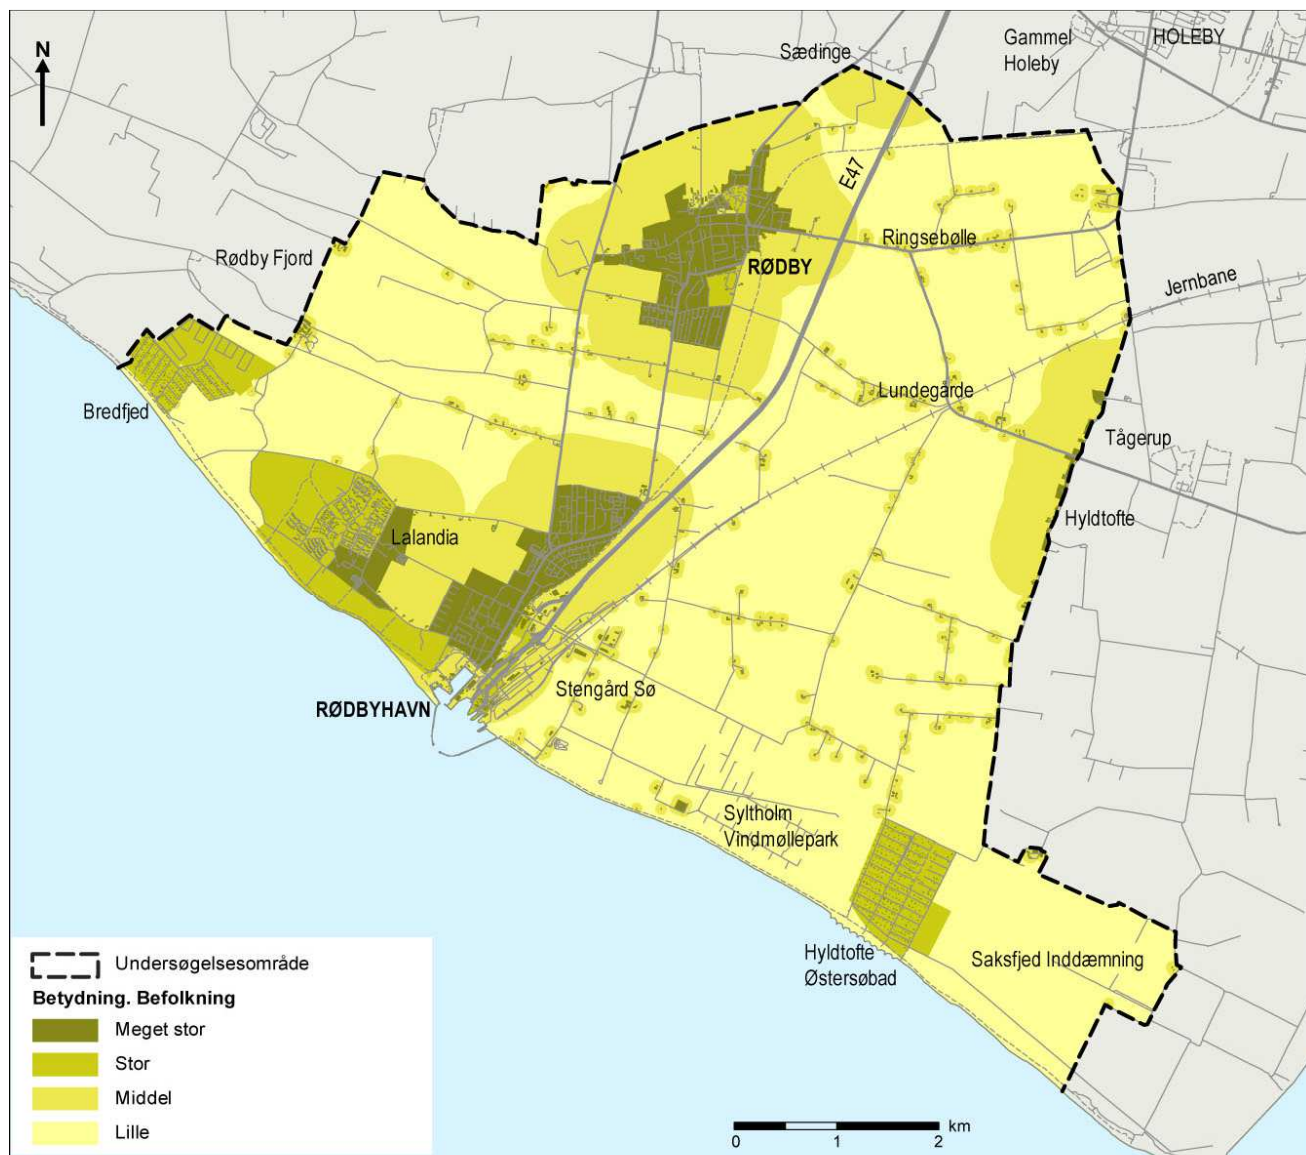 N
Sædinge
Gammel
Holeby
HOLEBY
E47
Rødby Fjord
Ringsebølle
RØDBY
Jernbane
Lundegårde
Bredfjed
Tågerup
Hyldtofte
Lalandia
Stengård Sø
RØDBYHAVN
Syltholm
Vindmøllepark
Hyldtofte
Østersøbad
Saksfjed Inddæmning
Undersøgelsesområde
Betydning. Befolkning
Meget stor
Stor
Middel
Lille
km
0 1 2